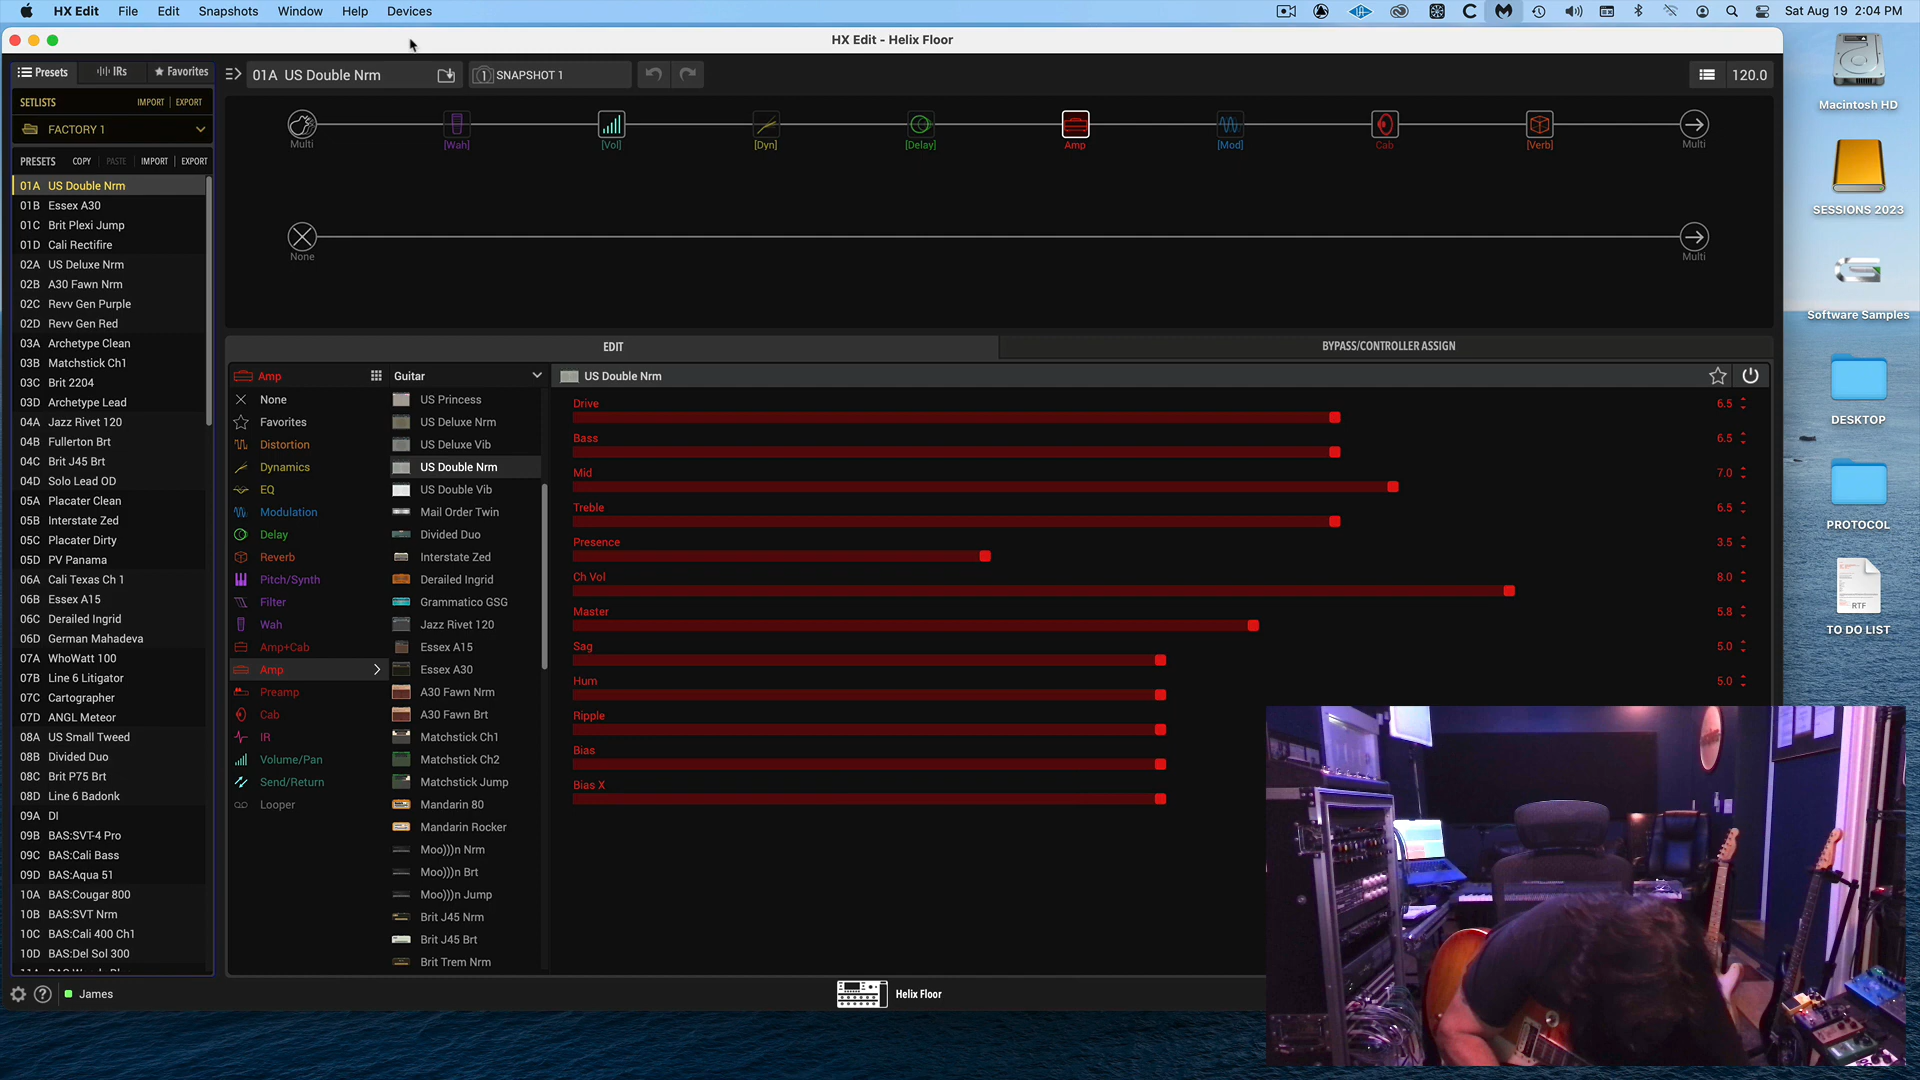 HX Edit File Edit Snapshots Window Help Devices
Sat Aug 19 2:04 PM
HX Edit - Helix Floor
Presets IRs Favorites
01A US Double Nrm
1 SNAPSHOT 1
120.0
SETLISTS IMPORT EXPORT
FACTORY 1
PRESETS COPY PASTE IMPORT EXPORT
01A US Double Nrm
01B Essex A30
01C Brit Plexi Jump
01D Cali Rectifire
02A US Deluxe Nrm
02B A30 Fawn Nrm
02C Revv Gen Purple
02D Revv Gen Red
03A Archetype Clean
03B Matchstick Ch1
03C Brit 2204
03D Archetype Lead
04A Jazz Rivet 120
04B Fullerton Brt
04C Brit J45 Brt
04D Solo Lead OD
05A Placater Clean
05B Interstate Zed
05C Placater Dirty
05D PV Panama
06A Cali Texas Ch 1
06B Essex A15
06C Derailed Ingrid
06D German Mahadeva
07A WhoWatt 100
07B Line 6 Litigator
07C Cartographer
07D ANGL Meteor
08A US Small Tweed
08B Divided Duo
08C Brit P75 Brt
08D Line 6 Badonk
09A DI
09B BAS:SVT-4 Pro
09C BAS:Cali Bass
09D BAS:Aqua 51
10A BAS:Cougar 800
10B BAS:SVT Nrm
10C BAS:Cali 400 Ch1
10D BAS:Del Sol 300
James
Multi [Wah] [Vol] [Dyn] [Delay] Amp [Mod] Cab [Verb] Multi
None Multi
EDIT
BYPASS/CONTROLLER ASSIGN
Amp
None
Favorites
Distortion
Dynamics
EQ
Modulation
Delay
Reverb
Pitch/Synth
Filter
Wah
Amp+Cab
Amp
Preamp
Cab
IR
Volume/Pan
Send/Return
Looper
Guitar
US Princess
US Deluxe Nrm
US Deluxe Vib
US Double Nrm
US Double Vib
Mail Order Twin
Divided Duo
Interstate Zed
Derailed Ingrid
Grammatico GSG
Jazz Rivet 120
Essex A15
Essex A30
A30 Fawn Nrm
A30 Fawn Brt
Matchstick Ch1
Matchstick Ch2
Matchstick Jump
Mandarin 80
Mandarin Rocker
Moo)))n Nrm
Moo)))n Brt
Moo)))n Jump
Brit J45 Nrm
Brit J45 Brt
Brit Trem Nrm
US Double Nrm
Drive 6.5
Bass 6.5
Mid 7.0
Treble 6.5
Presence 3.5
Ch Vol 8.0
Master 5.8
Sag 5.0
Hum 5.0
Ripple
Bias
Bias X
Helix Floor
Macintosh HD
SESSIONS 2023
Software Samples
DESKTOP
PROTOCOL
RTF
TO DO LIST